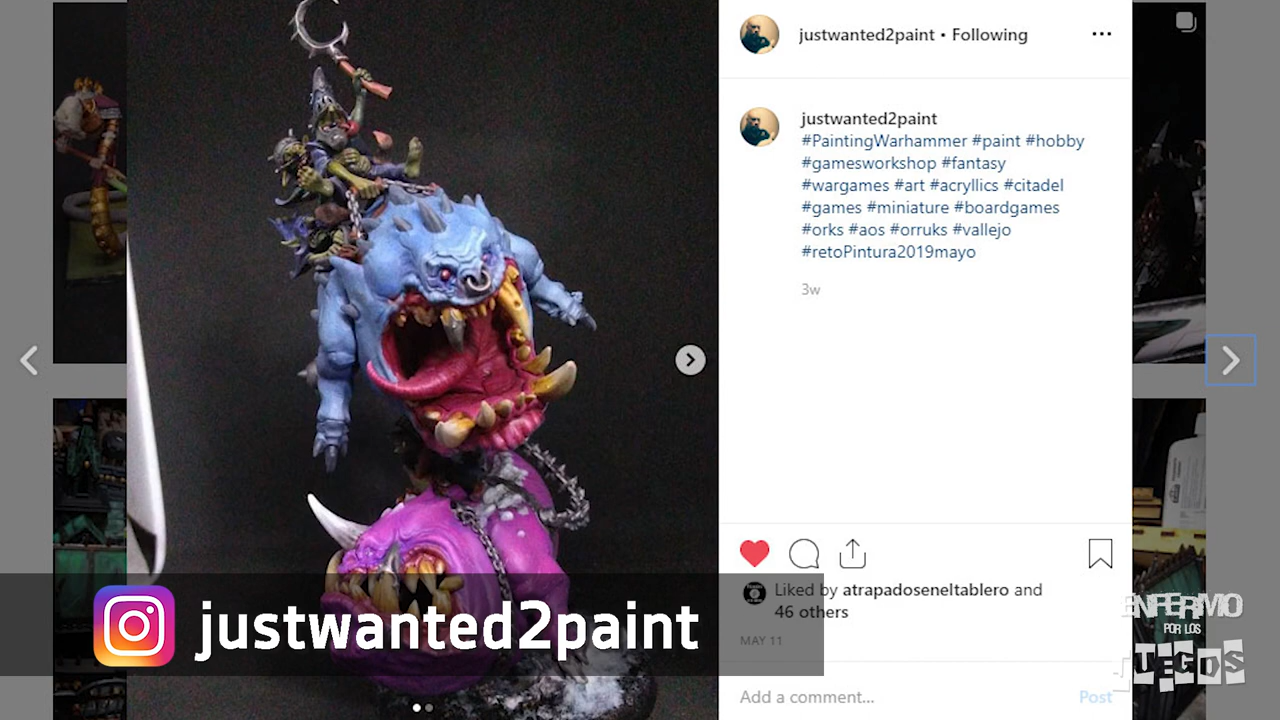 justwanted2paint • Following
justwanted2paint
#PaintingWarhammer #paint #hobby
#gamesworkshop #fantasy
#wargames #art #acryllics #citadel
#games #miniature #boardgames
#orks #aos #orruks #vallejo
#retoPintura2019mayo
3w
Liked by atrapadoseneltablero and
46 others
MAY 11
Add a comment... Post
justwanted2paint
ENFERMO
POR LOS